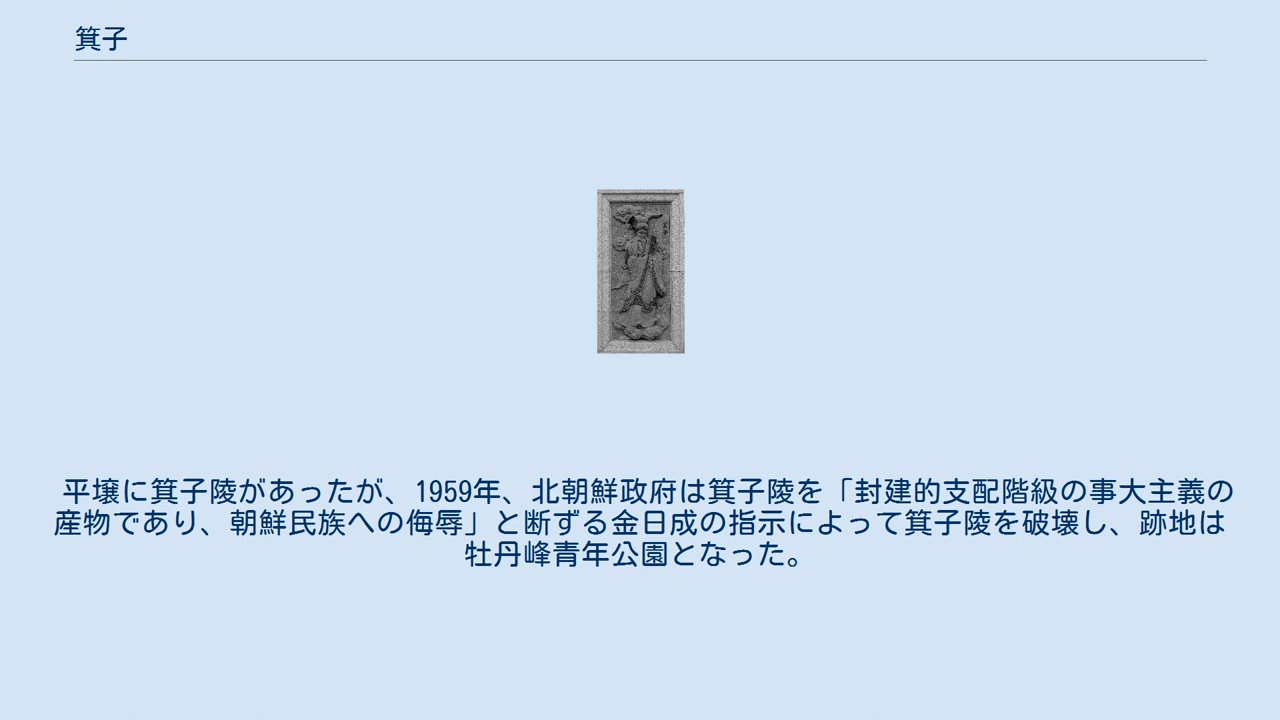 箕子
平壌に箕子陵があったが、1959年、北朝鮮政府は箕子陵を「封建的支配階級の事大主義の
産物であり、朝鮮民族への侮辱」と断ずる金日成の指示によって箕子陵を破壊し、跡地は
牡丹峰青年公園となった。